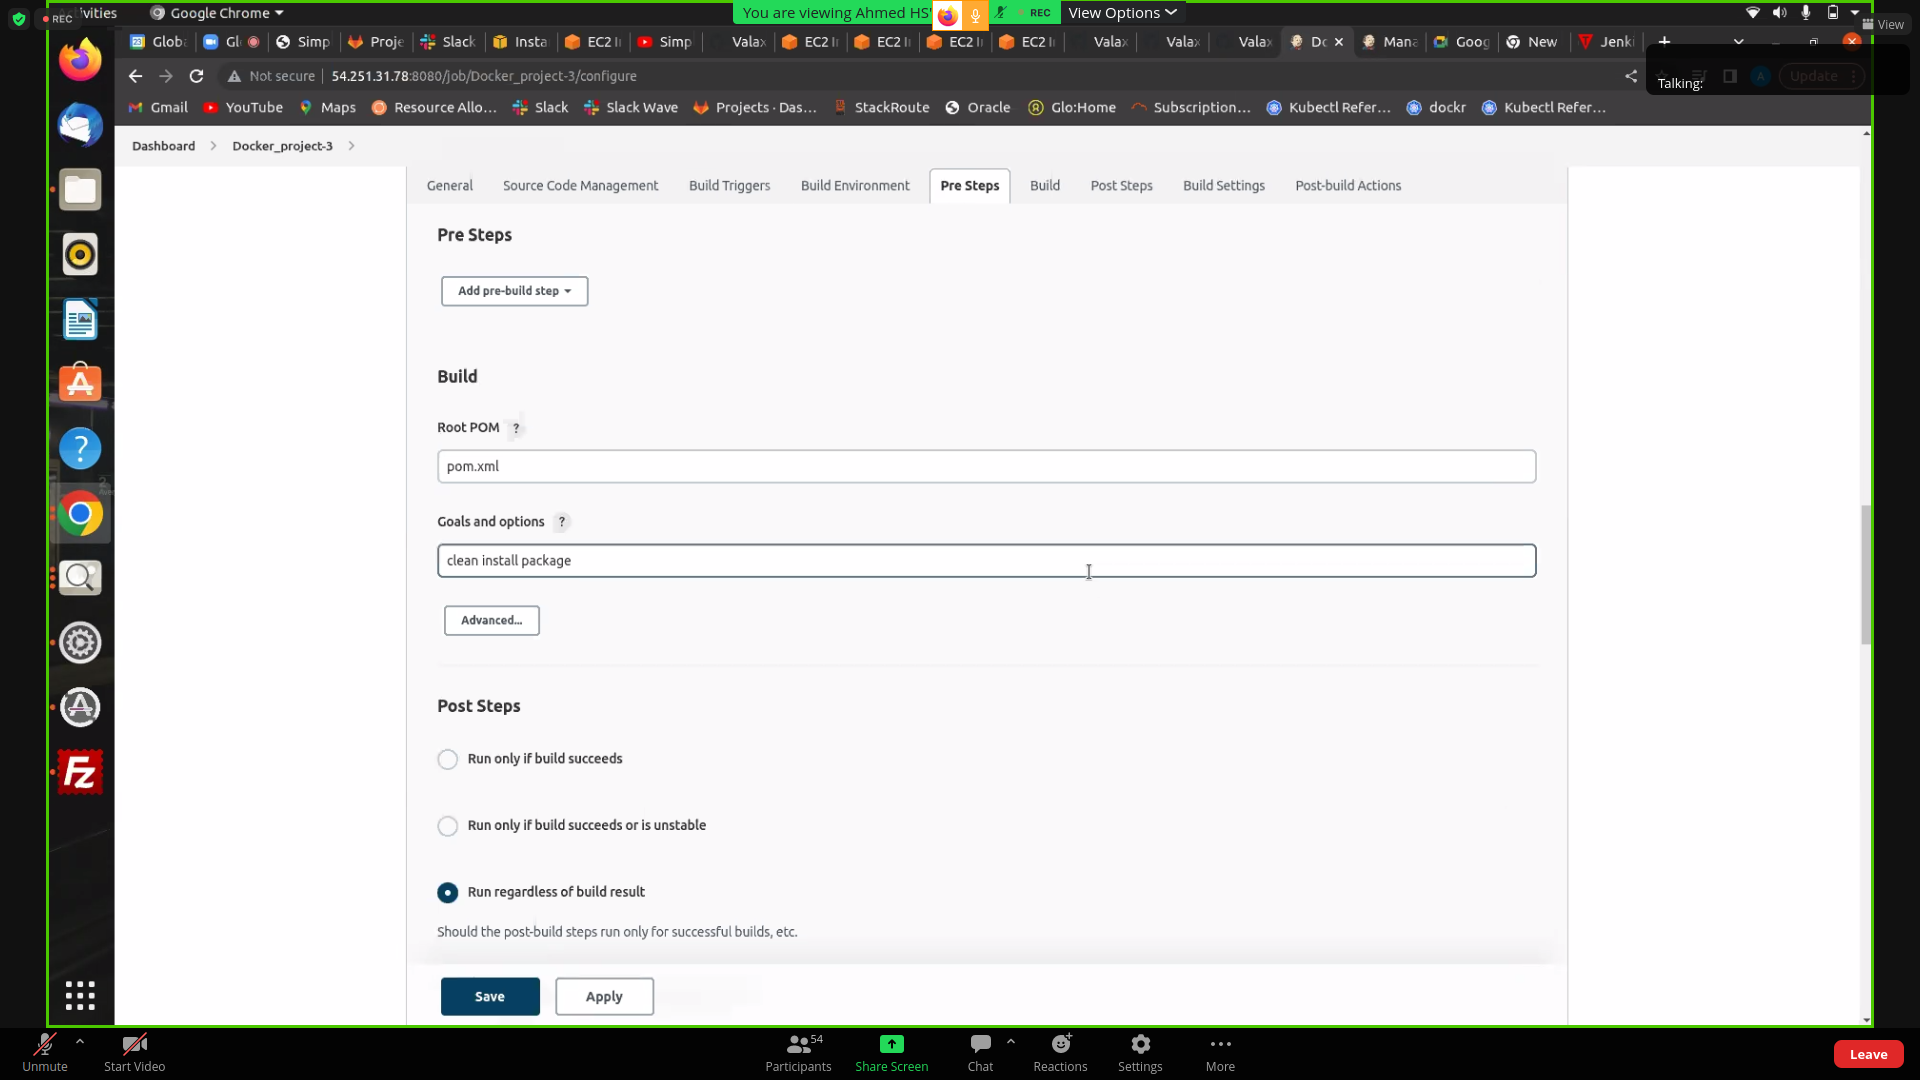 REC
tivities
Google Chrome
You are viewing Ahmed HS'
REC
View Options
View
Globa
Gl
Simp
Proje
Slack
Insta
EC2 I
Simp
Valax
EC2 I
EC2 I
EC2 I
EC2 I
Valax
Valax
Valax
Do
Mana
Goog
New
Jenki
Not secure
54.251.31.78:8080/job/Docker_project-3/configure
A
Update
Talking:
Gmail
YouTube
Maps
Resource Allo...
Slack
Slack Wave
Projects · Das...
StackRoute
Oracle
Glo:Home
Subscription...
Kubectl Refer...
dockr
Kubectl Refer...
Dashboard
Docker_project-3
General
Source Code Management
Build Triggers
Build Environment
Pre Steps
Build
Post Steps
Build Settings
Post-build Actions
Pre Steps
Add pre-build step
Build
Root POM ?
pom.xml
Goals and options ?
clean install package
Advanced...
Post Steps
Run only if build succeeds
Run only if build succeeds or is unstable
Run regardless of build result
Should the post-build steps run only for successful builds, etc.
Save
Apply
Unmute
Start Video
54
Participants
Share Screen
Chat
Reactions
Settings
More
Leave